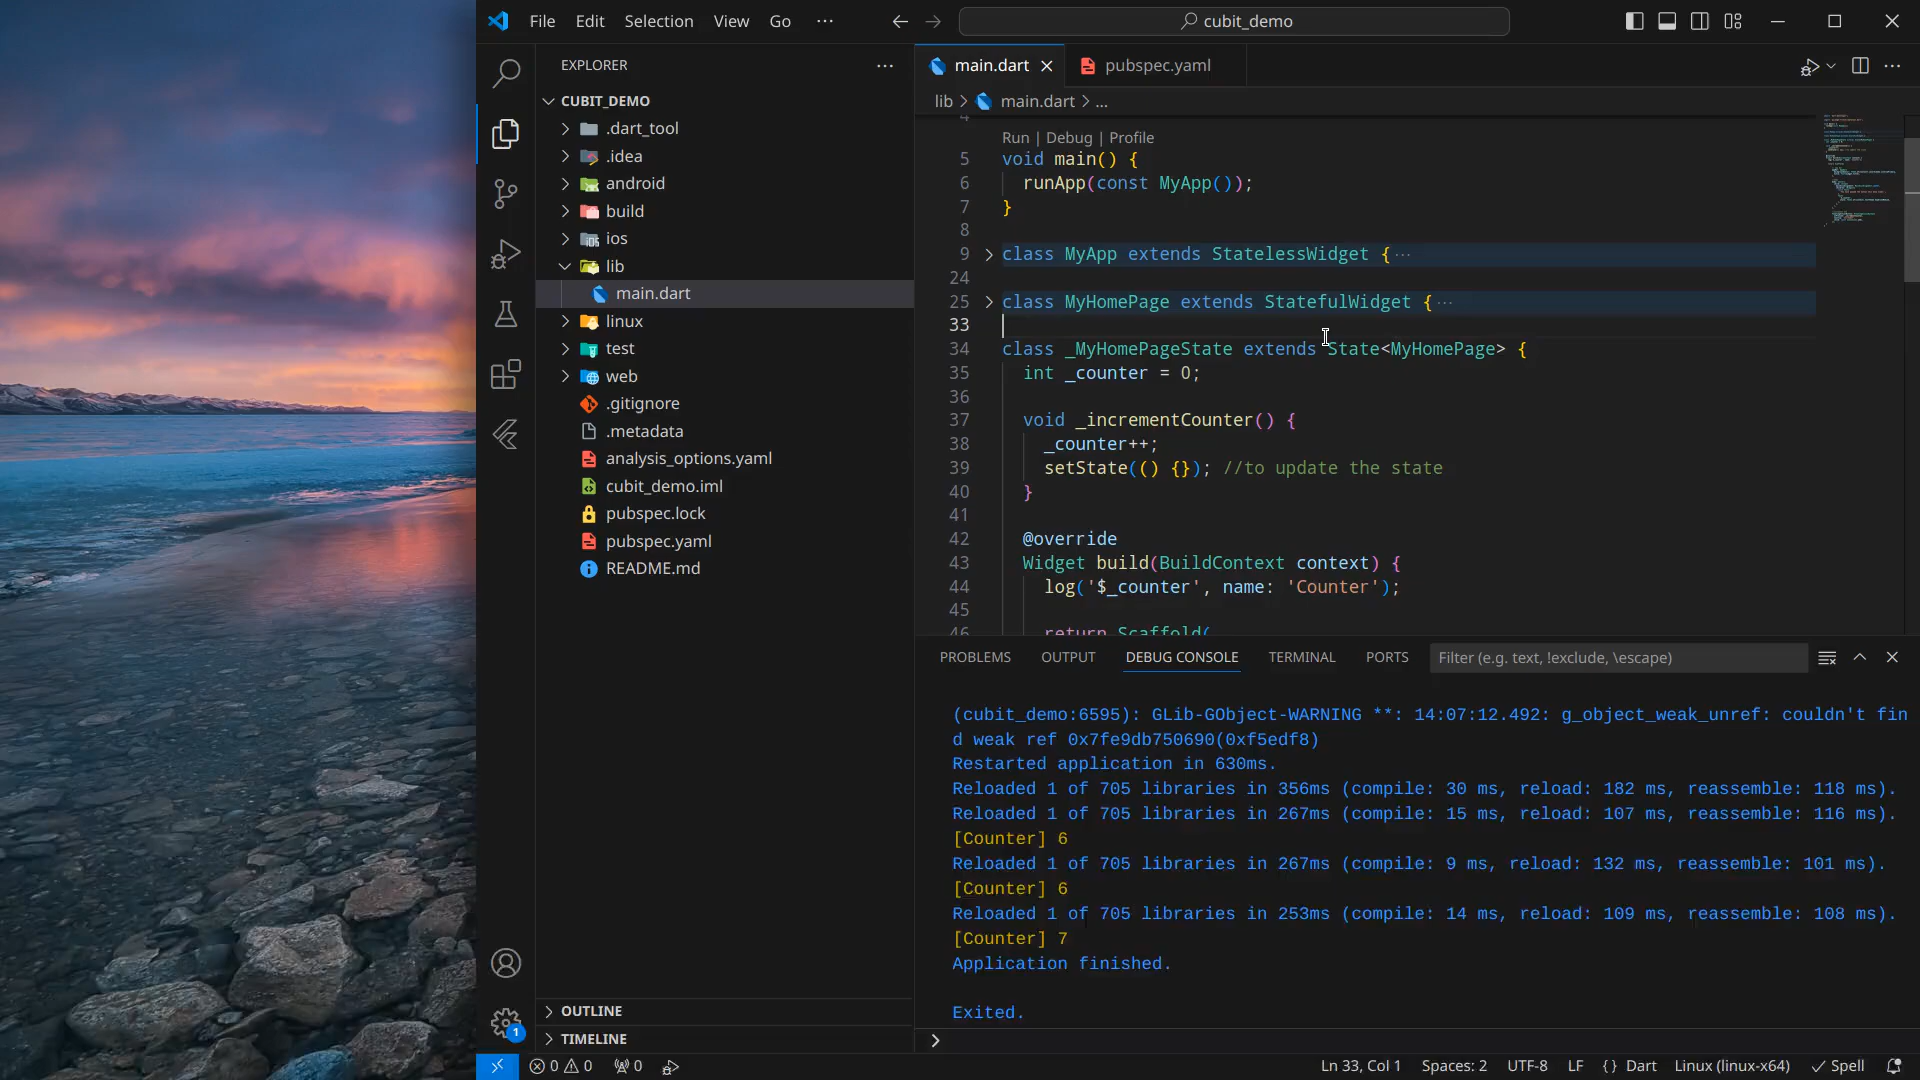 File Edit Selection View Go ...
cubit_demo
EXPLORER ...
CUBIT_DEMO
.dart_tool
.idea
android
build
ios
lib
main.dart
linux
test
web
.gitignore
.metadata
analysis_options.yaml
cubit_demo.iml
pubspec.lock
pubspec.yaml
README.md
OUTLINE
TIMELINE
main.dart
pubspec.yaml
lib > main.dart > ...
4
Run | Debug | Profile
5 void main() {
6 runApp(const MyApp());
7 }
8
9 class MyApp extends StatelessWidget { ...
24
25 class MyHomePage extends StatefulWidget { ...
33
34 class _MyHomePageState extends State<MyHomePage> {
35 int _counter = 0;
36
37 void _incrementCounter() {
38 _counter++;
39 setState(() {}); //to update the state
40 }
41
42 @override
43 Widget build(BuildContext context) {
44 log('$_counter', name: 'Counter');
45
46 return Scaffold(
PROBLEMS OUTPUT DEBUG CONSOLE TERMINAL PORTS Filter (e.g. text, !exclude, \escape)
(cubit_demo:6595): GLib-GObject-WARNING **: 14:07:12.492: g_object_weak_unref: couldn't fin
d weak ref 0x7fe9db750690(0xf5edf8)
Restarted application in 630ms.
Reloaded 1 of 705 libraries in 356ms (compile: 30 ms, reload: 182 ms, reassemble: 118 ms).
Reloaded 1 of 705 libraries in 267ms (compile: 15 ms, reload: 107 ms, reassemble: 116 ms).
[Counter] 6
Reloaded 1 of 705 libraries in 267ms (compile: 9 ms, reload: 132 ms, reassemble: 101 ms).
[Counter] 6
Reloaded 1 of 705 libraries in 253ms (compile: 14 ms, reload: 109 ms, reassemble: 108 ms).
[Counter] 7
Application finished.
Exited.
1
0 0 0 Ln 33, Col 1 Spaces: 2 UTF-8 LF {} Dart Linux (linux-x64) Spell